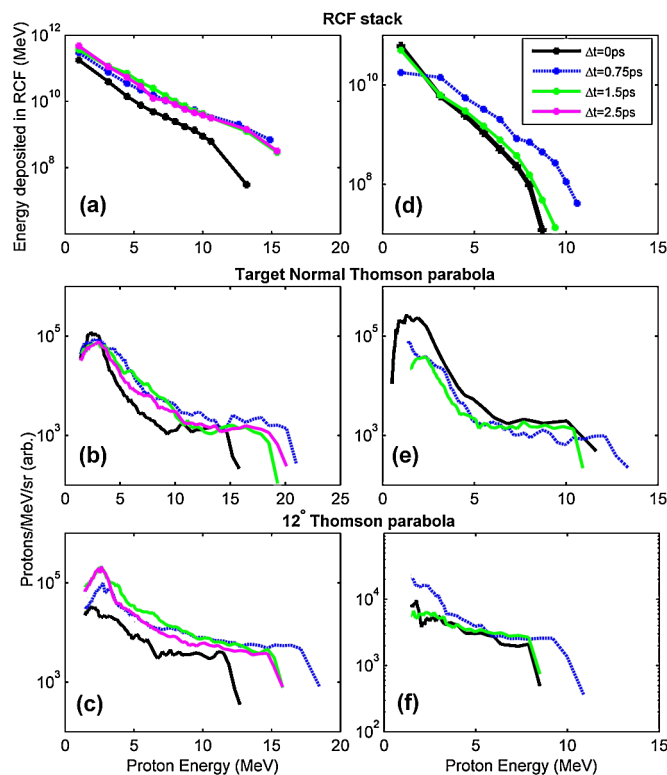 RCF stack
Energy deposited in RCF (MeV)
10^12
10^10
10^8
(a)
0 5 10 15 20
10^10
10^8
(d)
0 5 10 15
Δt=0ps
Δt=0.75ps
Δt=1.5ps
Δt=2.5ps
Target Normal Thomson parabola
Protons/MeV/sr (arb.)
10^5
10^3
(b)
0 5 10 15 20 25
10^5
10^3
(e)
0 5 10 15
12° Thomson parabola
10^5
10^3
(c)
0 5 10 15 20
Proton Energy (MeV)
10^4
10^3
10^2
(f)
0 5 10 15
Proton Energy (MeV)